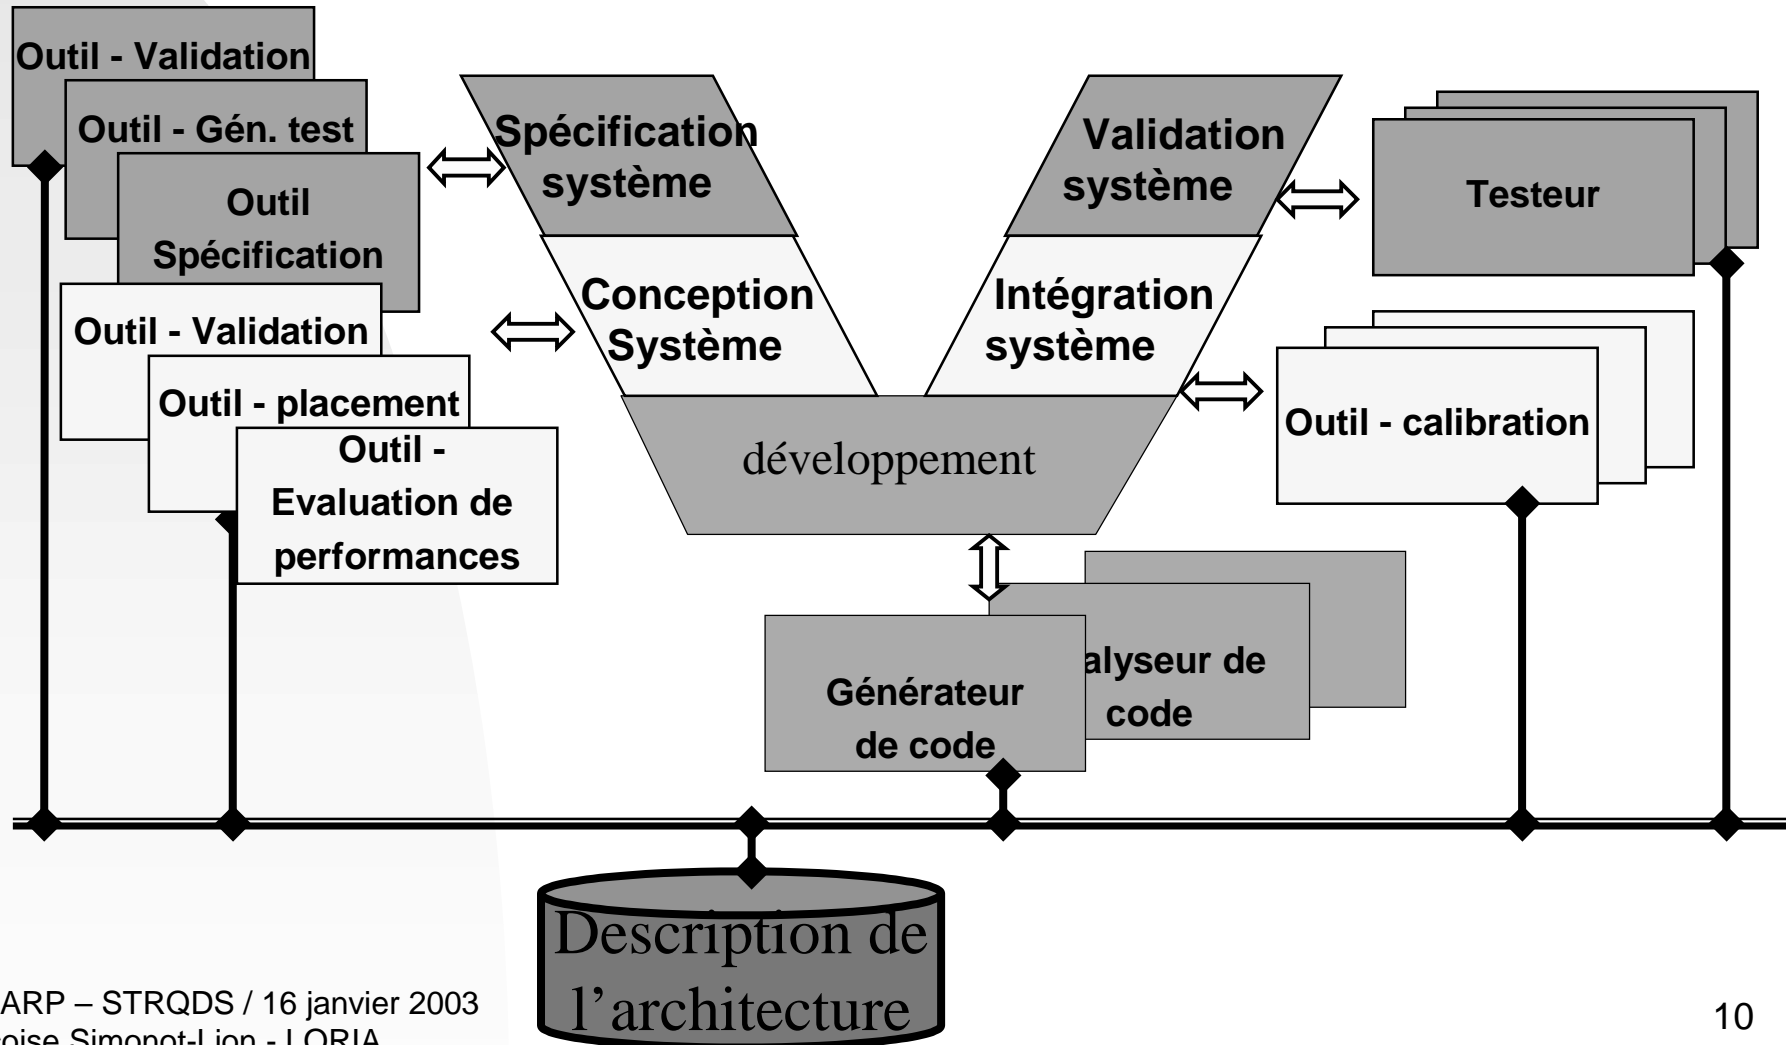 Outil - Validation
Outil - Gén. test
Outil
Spécification
Outil - Validation
Outil - placement
Outil -
Evaluation de
performances
Spécification
système
Conception
Système
développement
Validation
système
Intégration
système
Testeur
Outil - calibration
Générateur
de code
alyseur de
code
Description de
l’architecture
ARP – STRQDS / 16 janvier 2003
oise Simonot-Lion - LORIA
10